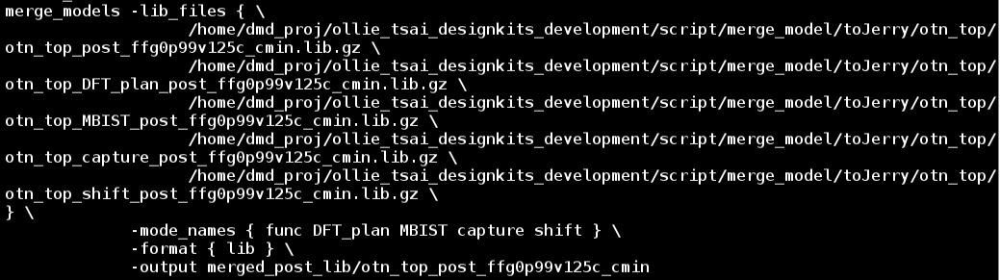 merge_models -lib_files { \
/home/dmd_proj/ollie_tsai_designkits_development/script/merge_model/toJerry/otn_top/
otn_top_post_ffg0p99v125c_cmin.lib.gz \
/home/dmd_proj/ollie_tsai_designkits_development/script/merge_model/toJerry/otn_top/
otn_top_DFT_plan_post_ffg0p99v125c_cmin.lib.gz \
/home/dmd_proj/ollie_tsai_designkits_development/script/merge_model/toJerry/otn_top/
otn_top_MBIST_post_ffg0p99v125c_cmin.lib.gz \
/home/dmd_proj/ollie_tsai_designkits_development/script/merge_model/toJerry/otn_top/
otn_top_capture_post_ffg0p99v125c_cmin.lib.gz \
/home/dmd_proj/ollie_tsai_designkits_development/script/merge_model/toJerry/otn_top/
otn_top_shift_post_ffg0p99v125c_cmin.lib.gz \
} \
-mode_names { func DFT_plan MBIST capture shift } \
-format { lib } \
-output merged_post_lib/otn_top_post_ffg0p99v125c_cmin